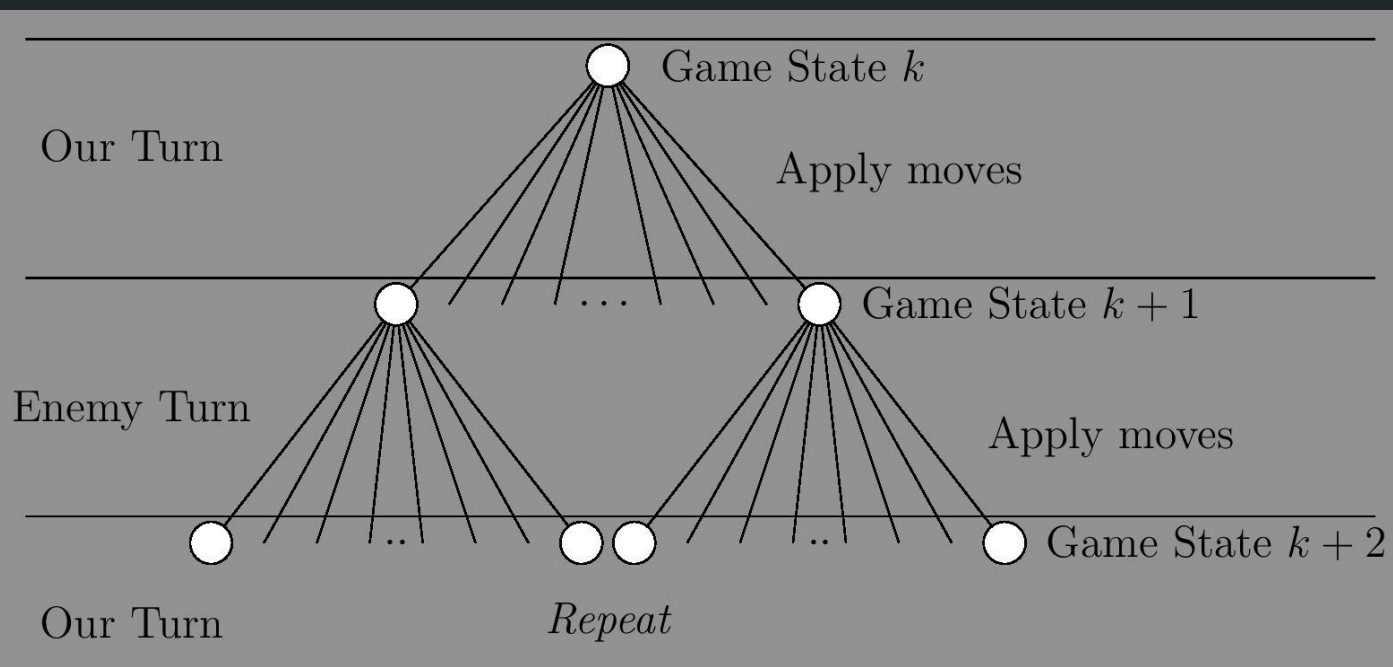 Game State k
Our Turn
Apply moves
. . .
Game State k + 1
Enemy Turn
Apply moves
..
..
Game State k + 2
Our Turn
Repeat